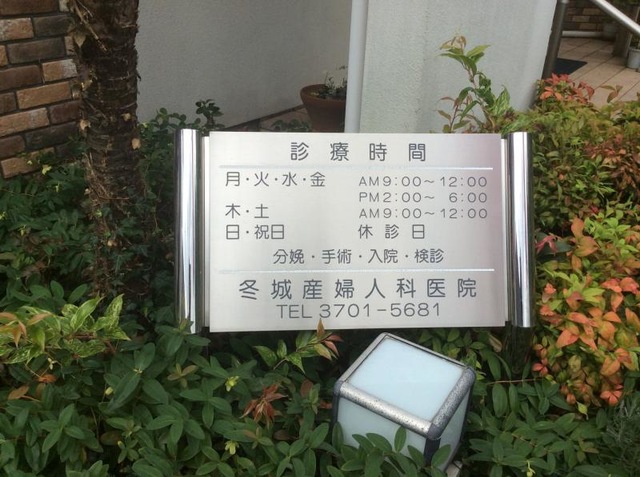 診療時間
月・火・水・金 AM9:00～12:00
PM2:00～ 6:00
木・土 AM9:00～12:00
日・祝日 休診日
分娩・手術・入院・検診
冬城産婦人科医院
TEL 3701-5681